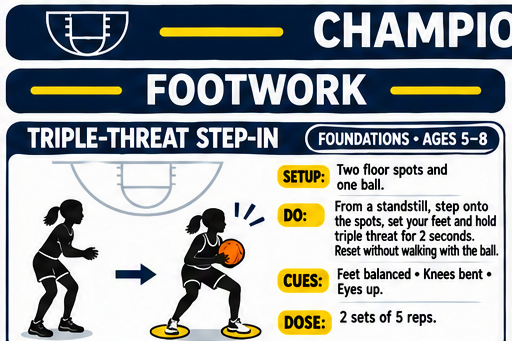 CHAMPIO
FOOTWORK
TRIPLE-THREAT STEP-IN
FOUNDATIONS • AGES 5–8
SETUP: Two floor spots and
one ball.
DO: From a standstill, step onto
the spots, set your feet and hold
triple threat for 2 seconds.
Reset without walking with the ball.
CUES: Feet balanced • Knees bent •
Eyes up.
DOSE: 2 sets of 5 reps.